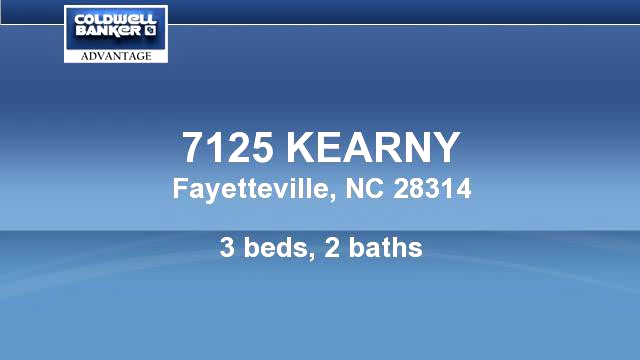 COLDWELL
BANKER
ADVANTAGE
7125 KEARNY
Fayetteville, NC 28314
3 beds, 2 baths